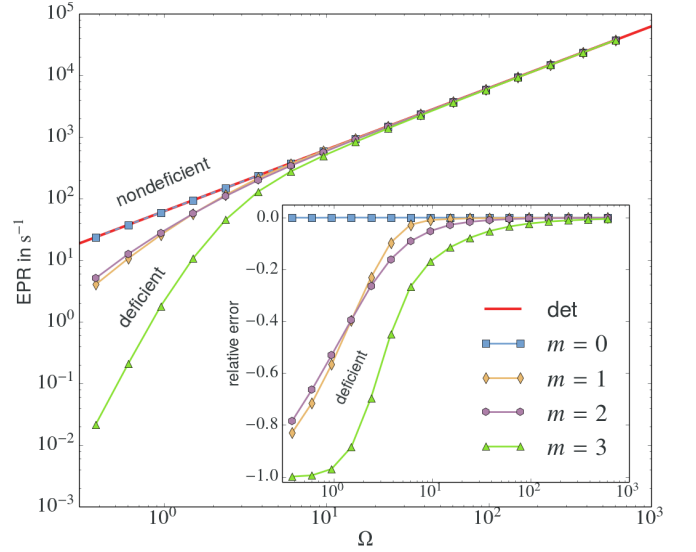 10^5
10^4
10^3
10^2
10^1
10^0
10^−1
10^−2
10^−3
EPR in s^−1
nondeficient
deficient
0.0
−0.2
−0.4
−0.6
−0.8
−1.0
relative error
deficient
det
m = 0
m = 1
m = 2
m = 3
10^0 10^1 10^2 10^3
10^0 10^1 10^2 10^3
Ω